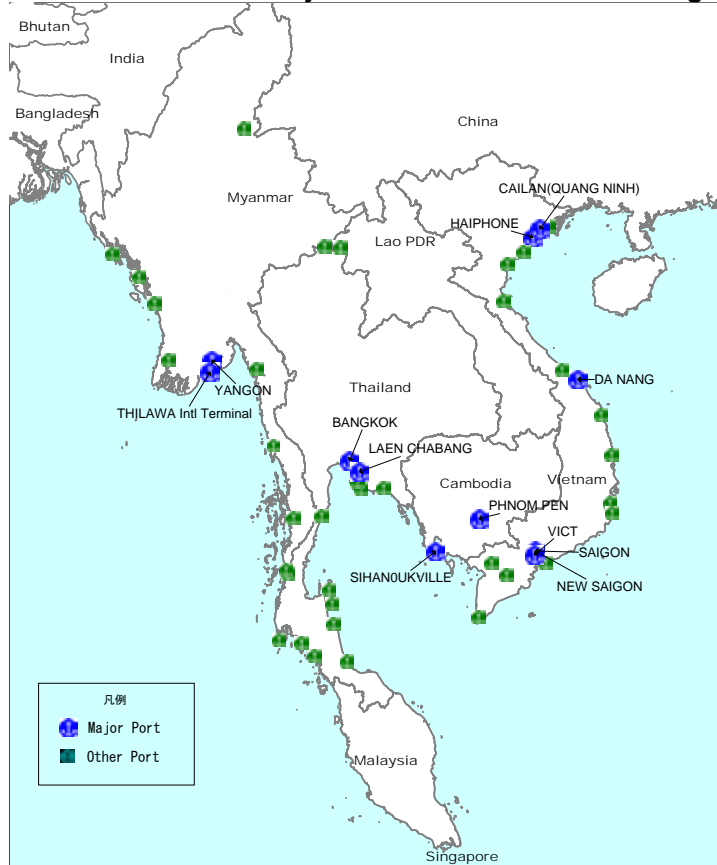 Bhutan
India
Bangladesh
China
CAILAN(QUANG NINH)
Myanmar
HAIPHONE
Lao PDR
DA NANG
YANGON
Thailand
THILAWA Intl Terminal
BANGKOK
LAEN CHABANG
Cambodia
Vietnam
PHNOM PEN
VICT
SAIGON
SIHAN0UKVILLE
NEW SAIGON
凡例
Major Port
Other Port
Malaysia
Singapore